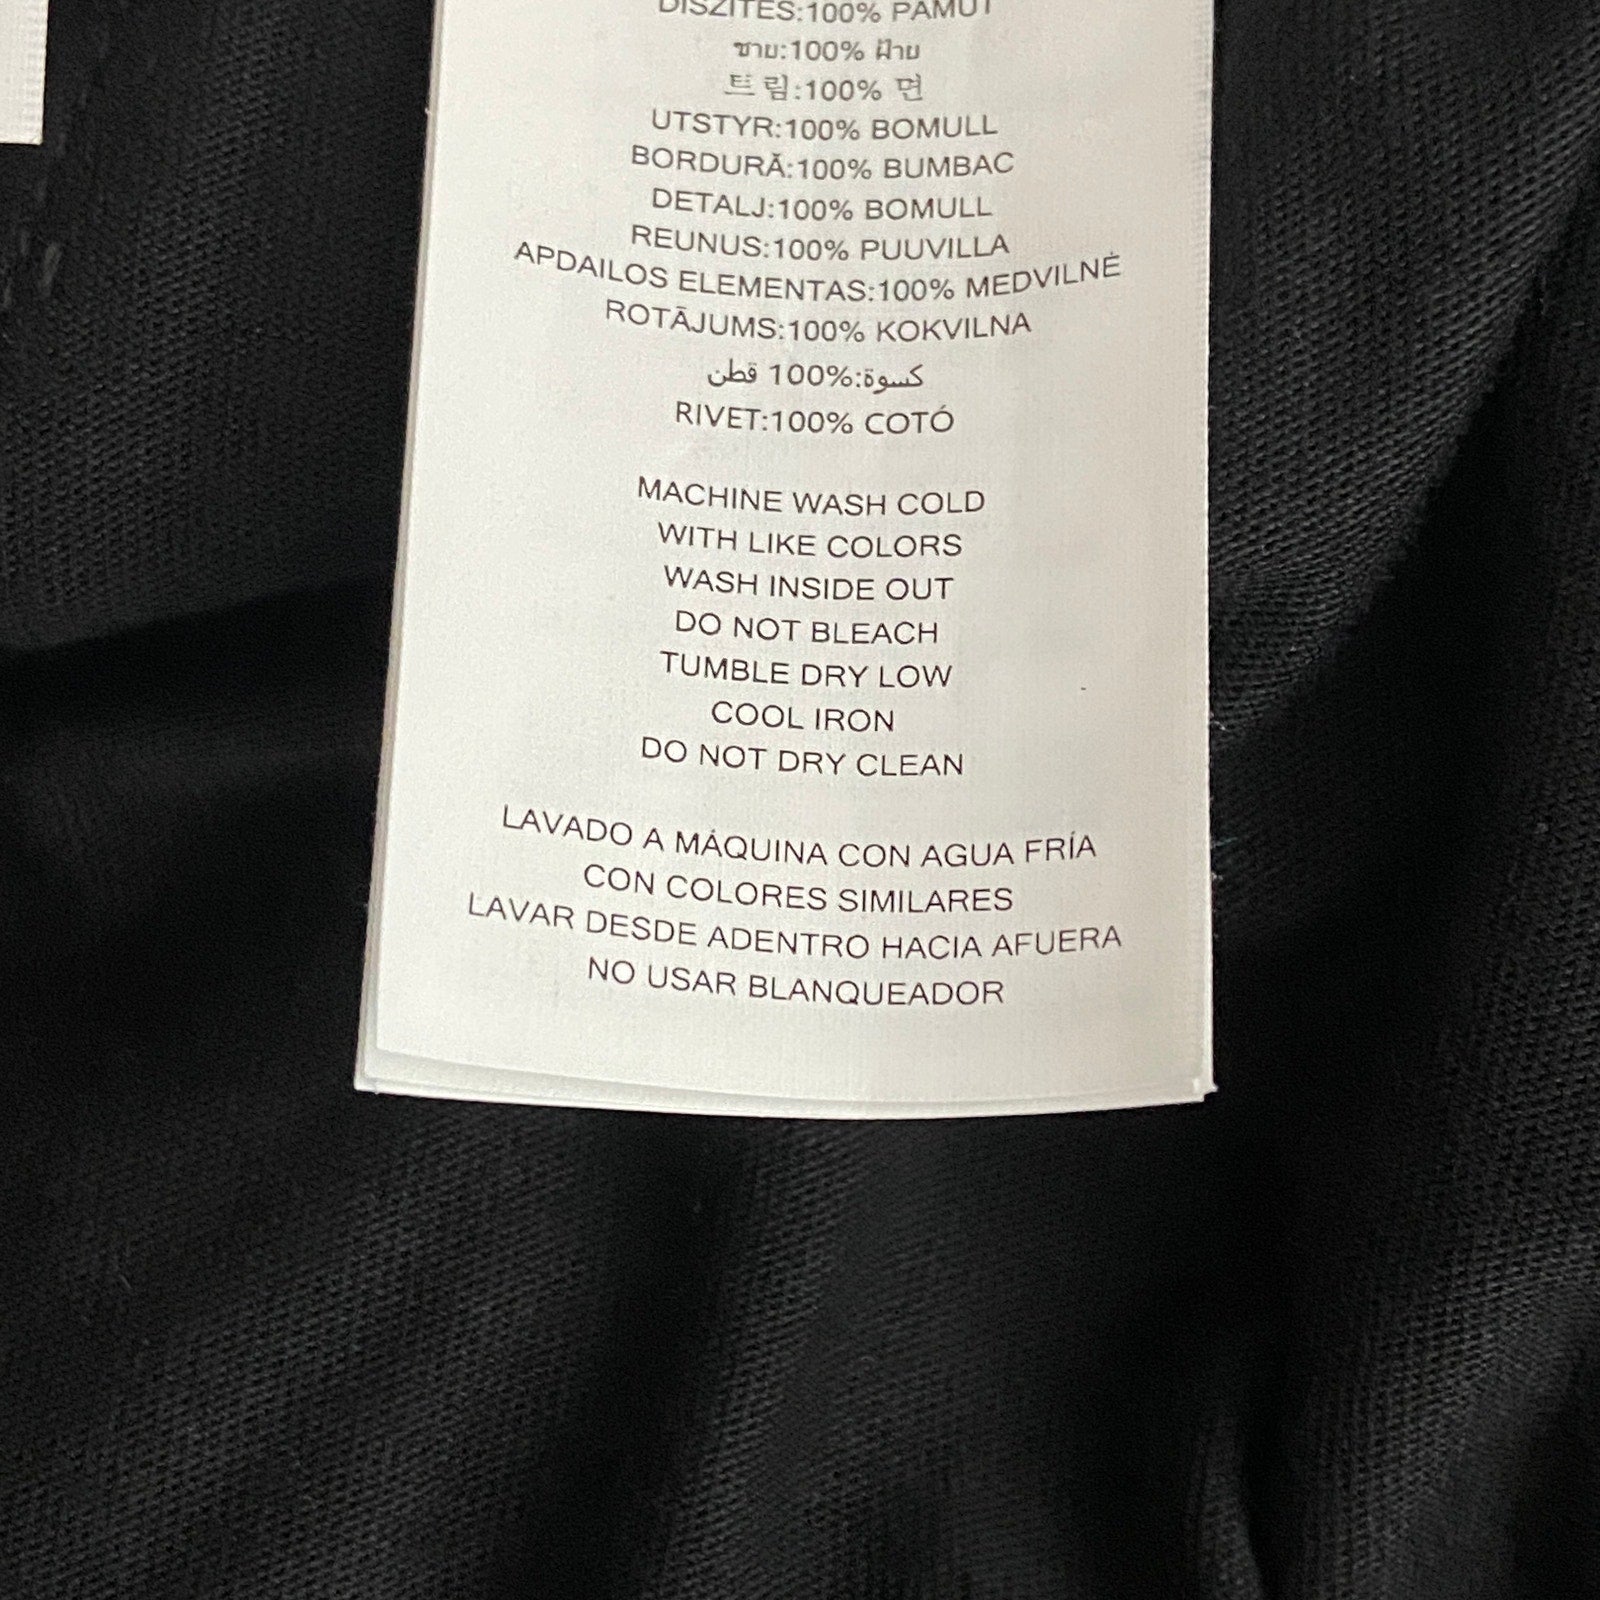 DISZITÉS:100% PAMUT
ชาย:100% ฝ้าย
트림:100% 면
UTSTYR:100% BOMULL
BORDURĂ:100% BUMBAC
DETALJ:100% BOMULL
REUNUS:100% PUUVILLA
APDAILOS ELEMENTAS:100% MEDVILNĖ
ROTĀJUMS:100% KOKVILNA
كسوة:100% قطن
RIVET:100% COTÓ
MACHINE WASH COLD
WITH LIKE COLORS
WASH INSIDE OUT
DO NOT BLEACH
TUMBLE DRY LOW
COOL IRON
DO NOT DRY CLEAN
LAVADO A MÁQUINA CON AGUA FRÍA
CON COLORES SIMILARES
LAVAR DESDE ADENTRO HACIA AFUERA
NO USAR BLANQUEADOR